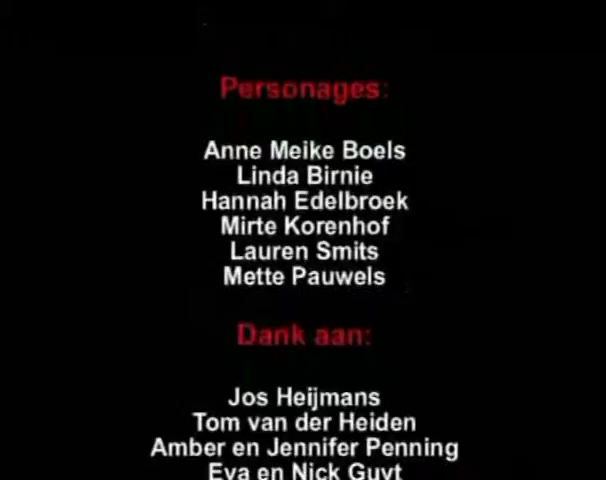 Personages:
Anne Meike Boels
Linda Birnie
Hannah Edelbroek
Mirte Korenhof
Lauren Smits
Mette Pauwels
Dank aan:
Jos Heijmans
Tom van der Heiden
Amber en Jennifer Penning
Eva en Nick Guyt